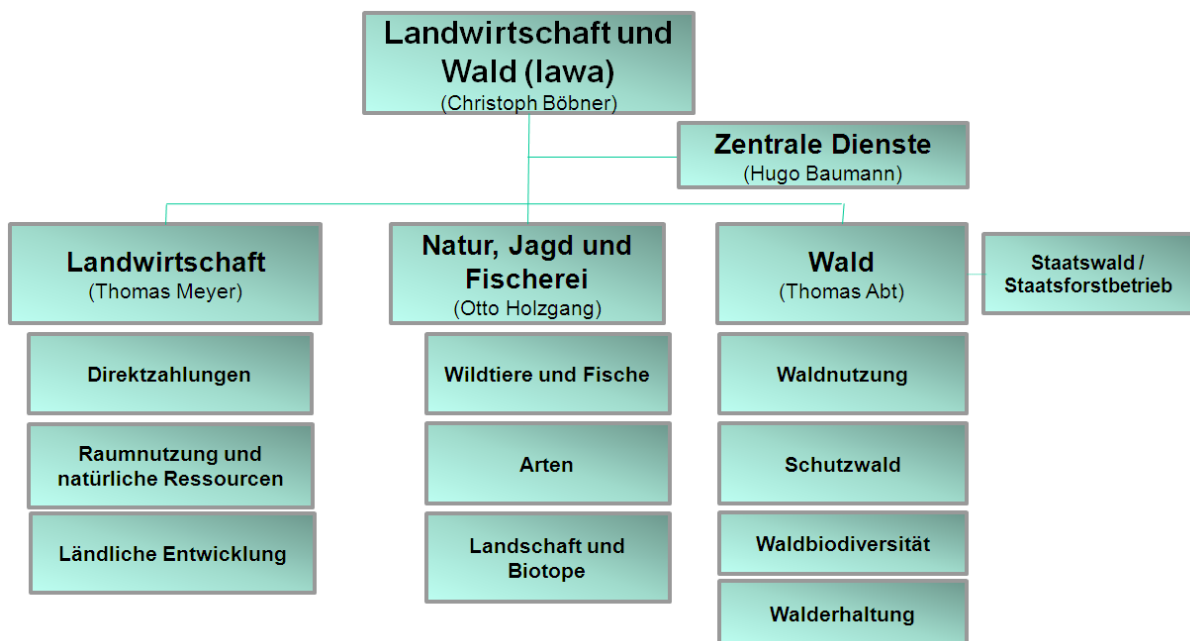 Landwirtschaft und
Wald (lawa)
(Christoph Böbner)
Zentrale Dienste
(Hugo Baumann)
Landwirtschaft
(Thomas Meyer)
Natur, Jagd und
Fischerei
(Otto Holzgang)
Wald
(Thomas Abt)
Staatswald /
Staatsforstbetrieb
Direktzahlungen
Raumnutzung und
natürliche Ressourcen
Ländliche Entwicklung
Wildtiere und Fische
Arten
Landschaft und
Biotope
Waldnutzung
Schutzwald
Waldbiodiversität
Walderhaltung